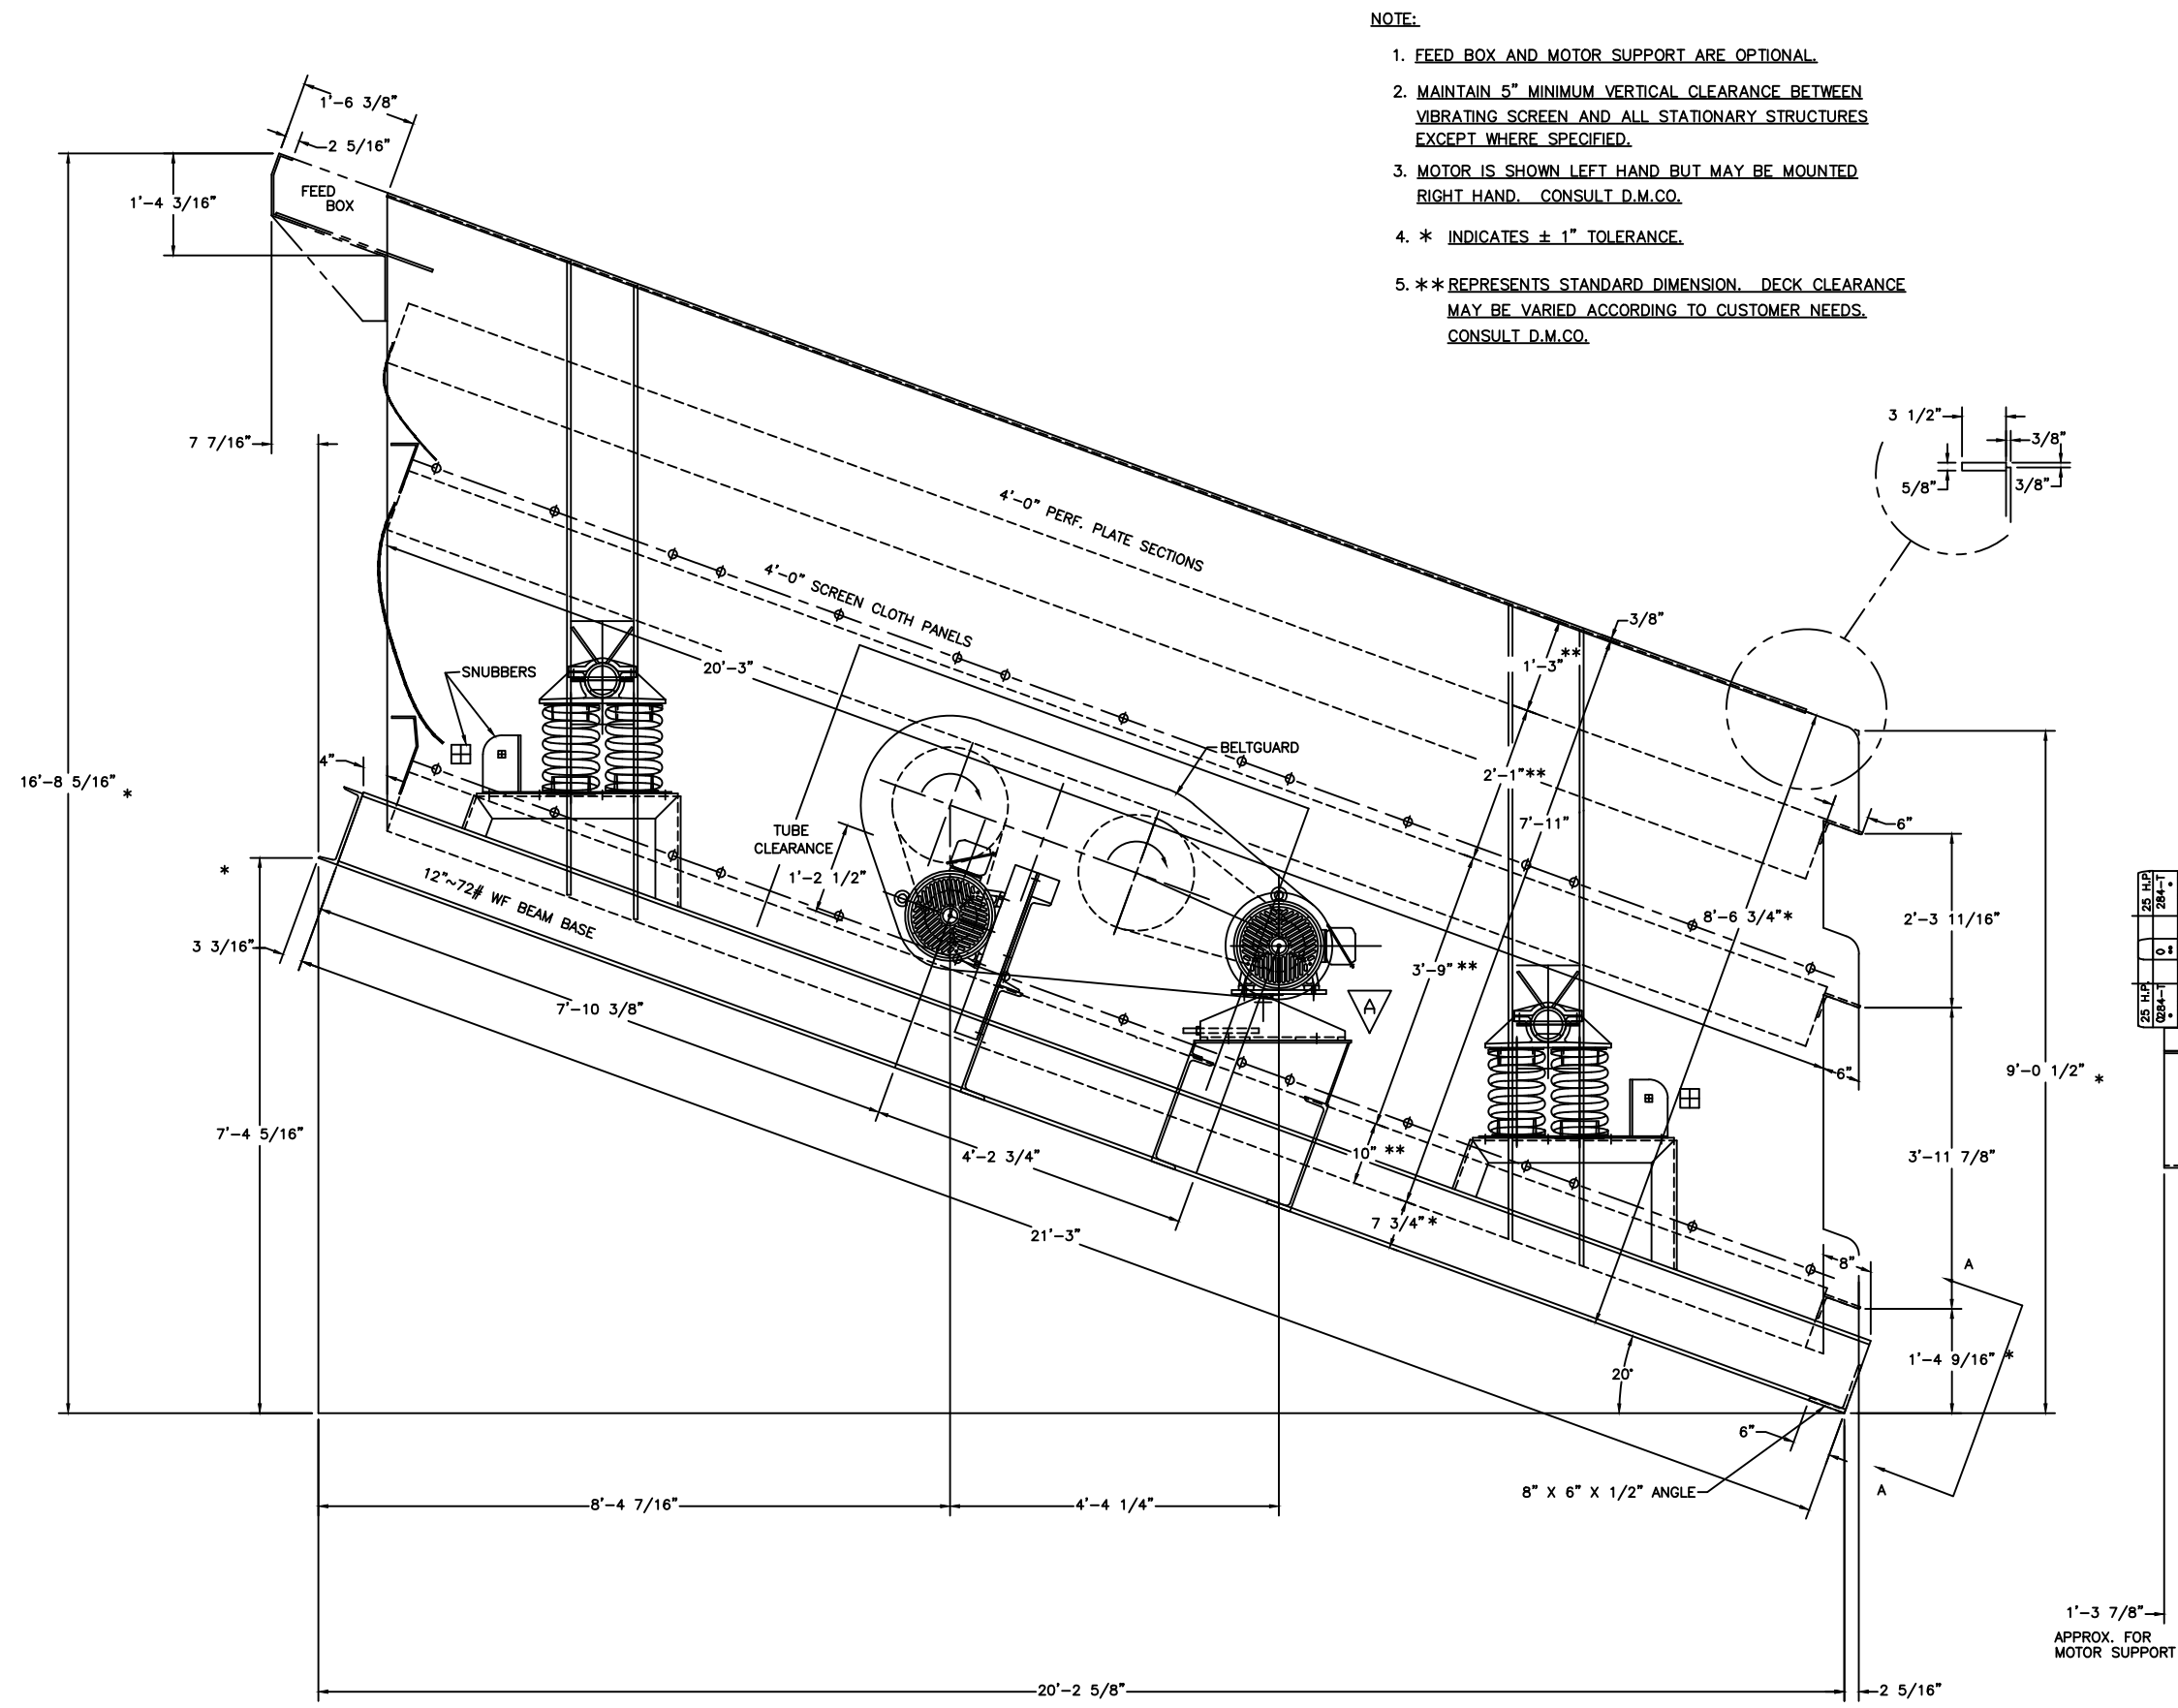 NOTE:
1. FEED BOX AND MOTOR SUPPORT ARE OPTIONAL.
2. MAINTAIN 5" MINIMUM VERTICAL CLEARANCE BETWEEN
VIBRATING SCREEN AND ALL STATIONARY STRUCTURES
EXCEPT WHERE SPECIFIED.
3. MOTOR IS SHOWN LEFT HAND BUT MAY BE MOUNTED
RIGHT HAND. CONSULT D.M.CO.
4. * INDICATES ± 1" TOLERANCE.
5. ** REPRESENTS STANDARD DIMENSION. DECK CLEARANCE
MAY BE VARIED ACCORDING TO CUSTOMER NEEDS.
CONSULT D.M.CO.
1'-6 3/8"
2 5/16"
1'-4 3/16"
FEED
BOX
7 7/16"
3 1/2"
3/8"
5/8"
3/8"
4'-0" PERF. PLATE SECTIONS
4'-0" SCREEN CLOTH PANELS
20'-3"
3/8"
1'-3" **
SNUBBERS
BELTGUARD
2'-1" **
7'-11"
4"
16'-8 5/16" *
TUBE
CLEARANCE
1'-2 1/2"
6"
*
12"~72# WF BEAM BASE
8'-6 3/4" *
2'-3 11/16"
3 3/16"
3'-9" **
7'-10 3/8"
A
6"
9'-0 1/2" *
7'-4 5/16"
4'-2 3/4"
10" **
3'-11 7/8"
7 3/4" *
21'-3"
8"
A
1'-4 9/16" *
20°
6"
8" X 6" X 1/2" ANGLE
A
8'-4 7/16"
4'-4 1/4"
20'-2 5/8"
2 5/16"
25 H.P.
284-T
*
0
**
25 H.P.
284-T
*
1'-3 7/8"
APPROX. FOR
MOTOR SUPPORT